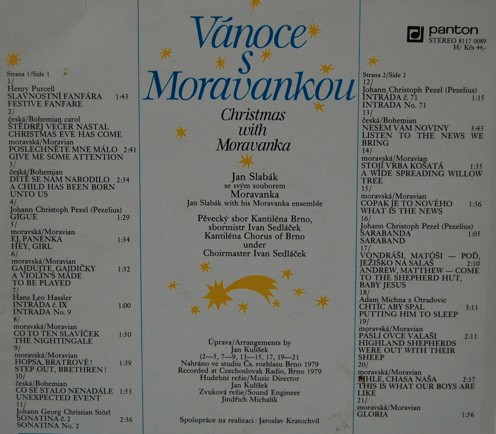 Vánoce
s
Moravankou
Christmas
with
Moravanka
Jan Slabák
se svým souborem
Moravanka
Jan Slabák with his Moravanka ensemble
Pěvecký sbor Kantiléna Brno,
sbormistr Ivan Sedláček
Kantiléna Chorus of Brno
under
Choirmaster Ivan Sedláček
Úprava/Arrangements by
Jan Kulíšek
(2—5, 7—9, 13—15, 17, 19—21)
Nahráno ve studiu Čs. rozhlasu Brno 1979
Recorded at Czechoslovak Radio, Brno 1979
Hudební režie/Music Director
Jan Kulíšek
Zvuková režie/Sound Engineer
Jindřich Michalík
Spolupráce na realizaci: Jaroslav Kratochvíl
panton
STEREO 8117 0089
H/ Kčs 44,-
Strana 1/Side 1
1/
Henry Purcell
SLAVNOSTNÍ FANFÁRA 1:43
FESTIVE FANFARE
2/
česká/Bohemian carol
ŠTĚDREJ VEČER NASTAL
CHRISTMAS EVE HAS COME
moravská/Moravian
POSLECHNĚTE MNE MÁLO 2:41
GIVE ME SOME ATTENTION
3/
česká/Bohemian
DÍTĚ SE NÁM NARODILO 2:34
A CHILD HAS BEEN BORN
UNTO US
4/
Johann Christoph Pezel (Pezelius)
GIGUE 1:29
5/
moravská/Moravian
EJ, PANENKA 1:34
HEY, GIRL
6/
moravská/Moravian
GAJDUJTE, GAJDIČKY 1:32
A VIOLIN'S MADE
TO BE PLAYED
7/
Hans Leo Hassler
INTRÁDA č. IX 1:00
INTRADA No. 9
8/
moravská/Moravian
CO TO TEN SLAVÍČEK 1:50
THE NIGHTINGALE
9/
moravská/Moravian
HOPSA, BRATKOVÉ! 1:39
STEP OUT, BRETHREN!
10/
česká/Bohemian
CO SE STALO NENADÁLE 1:33
UNEXPECTED EVENT
11/
Johann Georg Christian Störl
SONATINA č. 2 2:36
SONATINA No. 2
Strana 2/Side 2
12/
Johann Christoph Pezel (Pezelius)
INTRÁDA č. 71 1:15
INTRADA No. 71
13/
česká/Bohemian
NESEM VÁM NOVINY 3:43
LISTEN TO THE NEWS WE
BRING
14/
moravská/Moravian
STOJÍ VRBA KOŠATÁ 1:35
A WIDE SPREADING WILLOW
TREE
15/
moravská/Moravian
COPAK JE TO NOVÉHO 1:36
WHAT IS THE NEWS
16/
Johann Christoph Pezel (Pezelius)
SARABANDA 1:05
SARABAND
17/
VONDRÁŠI, MATÓŠI — POĎ,
JEŽÍŠKO NA SALAŠ 2:10
ANDREW, MATTHEW — COME
TO THE SHEPHERD HUT,
BABY JESUS
18/
Adam Michna z Otradovic
CHTÍC ABY SPAL 3:11
PUTTING HIM TO SLEEP
19/
moravská/Moravian
PÁSLI OVCE VALAŠI 2:11
HIGHLAND SHEPHERDS
WERE OUT WITH THEIR
SHEEP
20/
moravská/Moravian
EHLE, CHASA NAŠA 2:17
THIS IS WHAT OUR BOYS ARE
LIKE
21/
moravská/Moravian
GLORIA 1:56